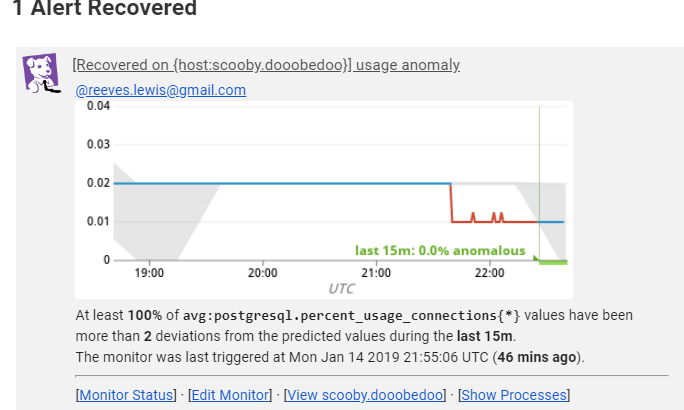 1 Alert Recovered
[Recovered on {host:scooby.dooobedoo}] usage anomaly
@reeves.lewis@gmail.com
0.04
0.03
0.02
0.01
0
last 15m: 0.0% anomalous
19:00 20:00 21:00 22:00
UTC
At least 100% of avg:postgresql.percent_usage_connections{*} values have been
more than 2 deviations from the predicted values during the last 15m.
The monitor was last triggered at Mon Jan 14 2019 21:55:06 UTC (46 mins ago).
[Monitor Status] · [Edit Monitor] · [View scooby.dooobedoo] · [Show Processes]